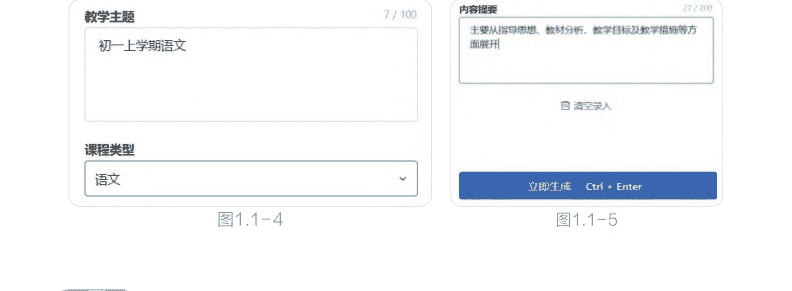 教学主题 7 / 100
初一上学期语文
课程类型
语文
图1.1-4
内容提要 27 / 200
主要从指导思想、教材分析、教学目标及教学措施等方
面展开
清空录入
立即生成 Ctrl + Enter
图1.1-5